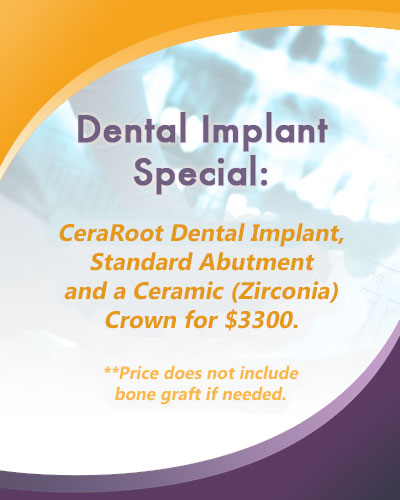 Dental Implant
Special:
CeraRoot Dental Implant,
Standard Abutment
and a Ceramic (Zirconia)
Crown for $3300.
**Price does not include
bone graft if needed.